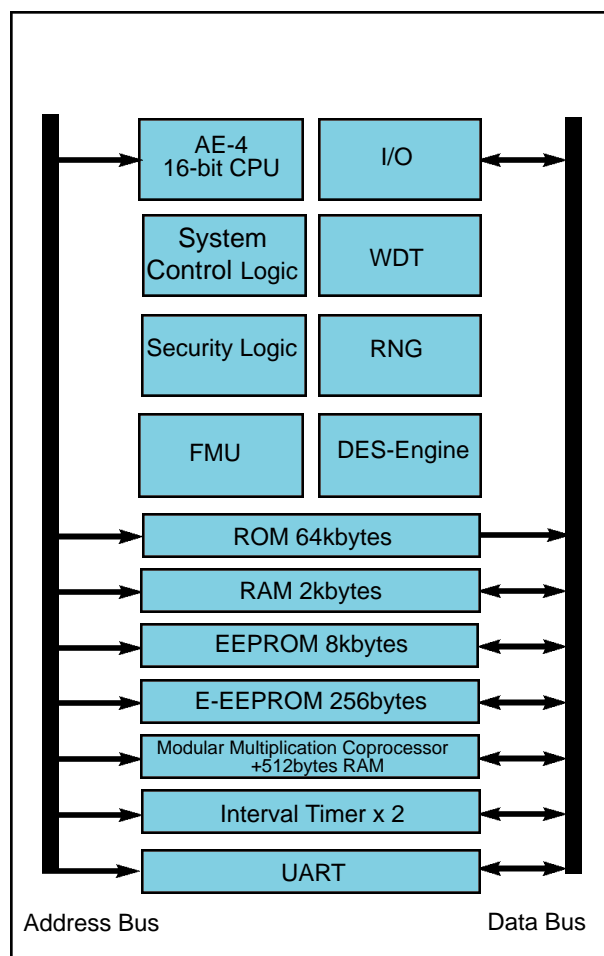 AE-4
16-bit CPU
I/O
System
Control Logic
WDT
Security Logic
RNG
FMU
DES-Engine
ROM 64kbytes
RAM 2kbytes
EEPROM 8kbytes
E-EEPROM 256bytes
Modular Multiplication Coprocessor
+512bytes RAM
Interval Timer x 2
UART
Address Bus
Data Bus